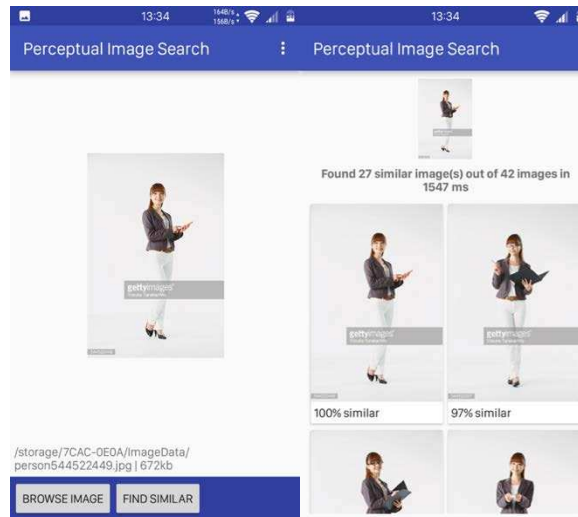 13:34
164B/s
156B/s
Perceptual Image Search
gettyimages
/storage/7CAC-0E0A/ImageData/
person544522449.jpg | 672kb
BROWSE IMAGE
FIND SIMILAR
13:34
Perceptual Image Search
Found 27 similar image(s) out of 42 images in
1547 ms
gettyimages
gettyimages
100% similar
97% similar